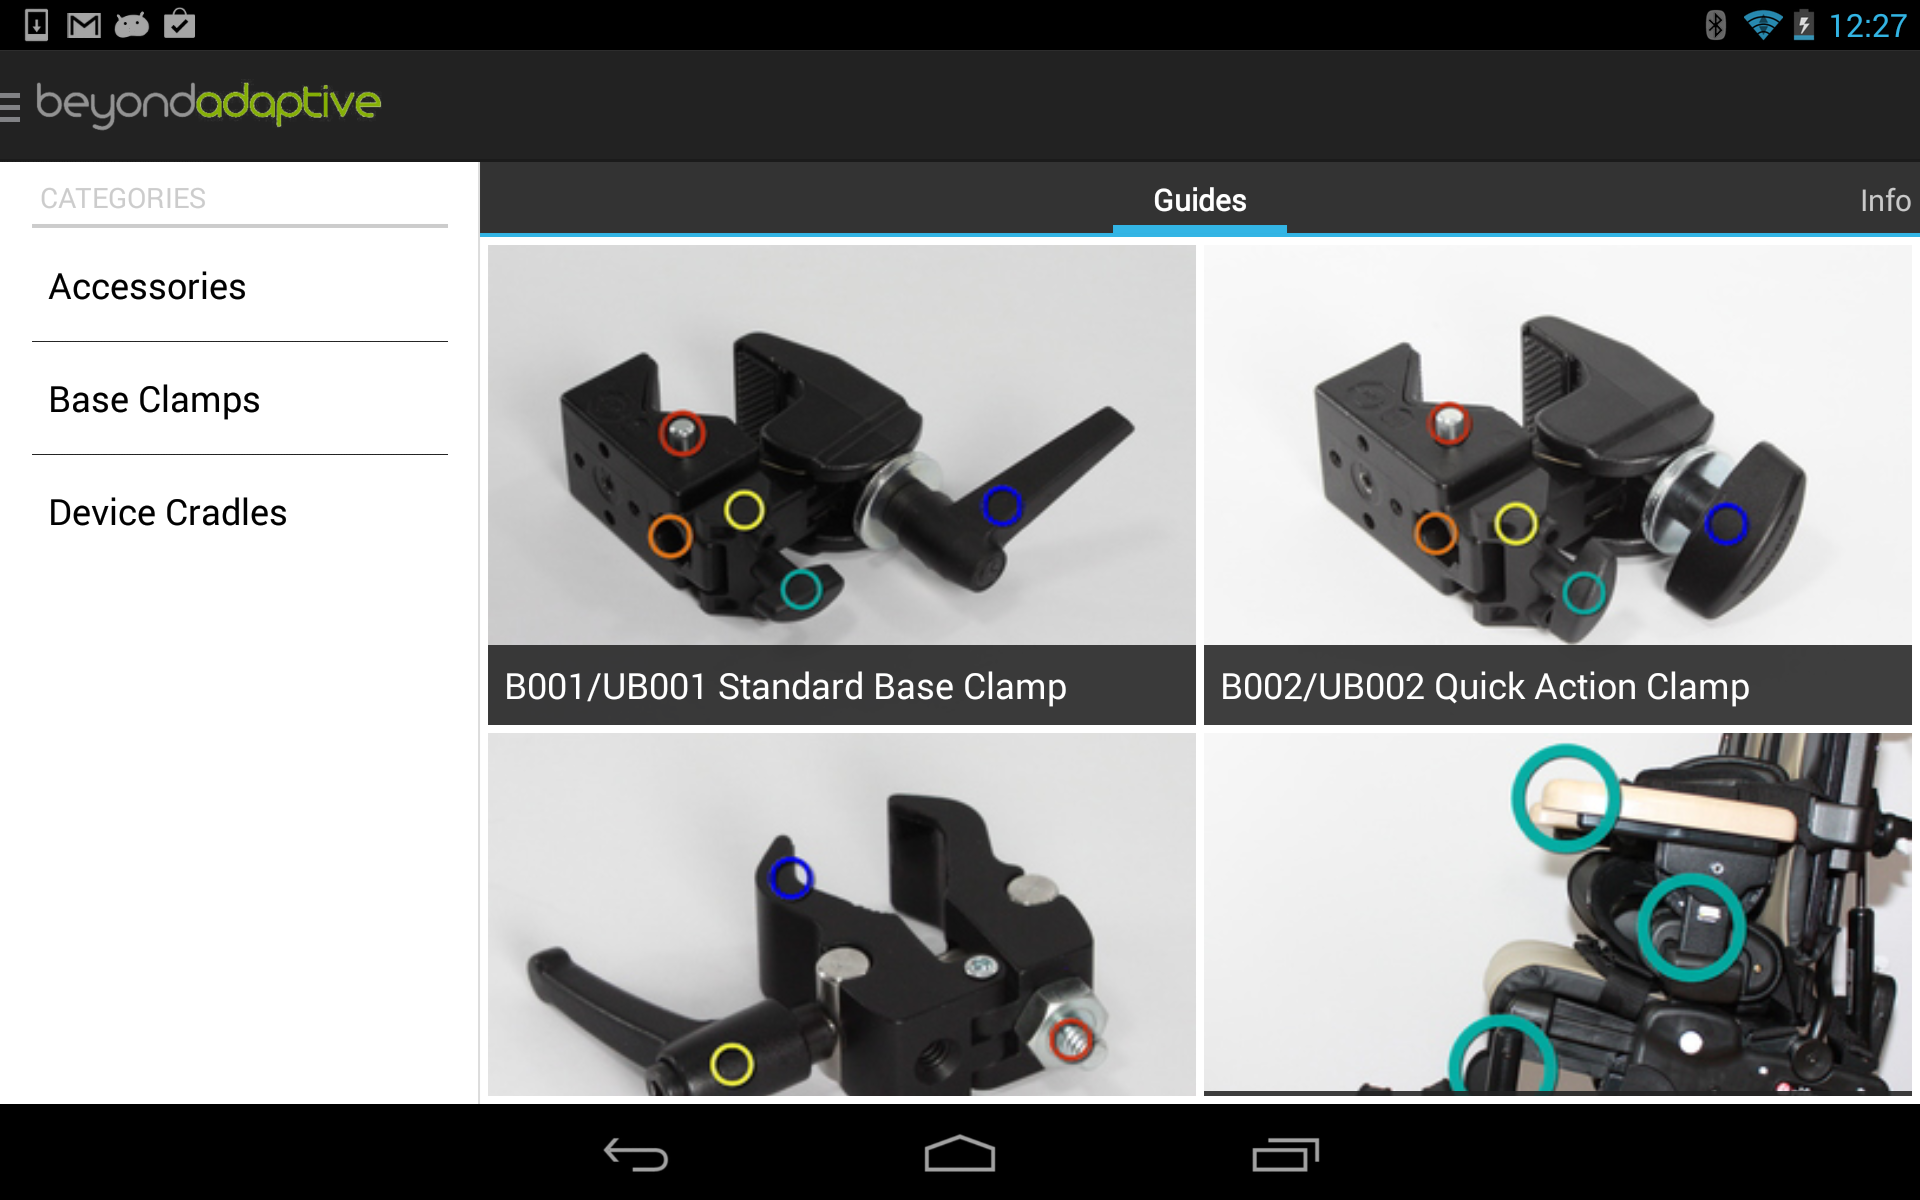 12:27
beyondadaptive
CATEGORIES
Accessories
Base Clamps
Device Cradles
Guides
Info
B001/UB001 Standard Base Clamp
B002/UB002 Quick Action Clamp